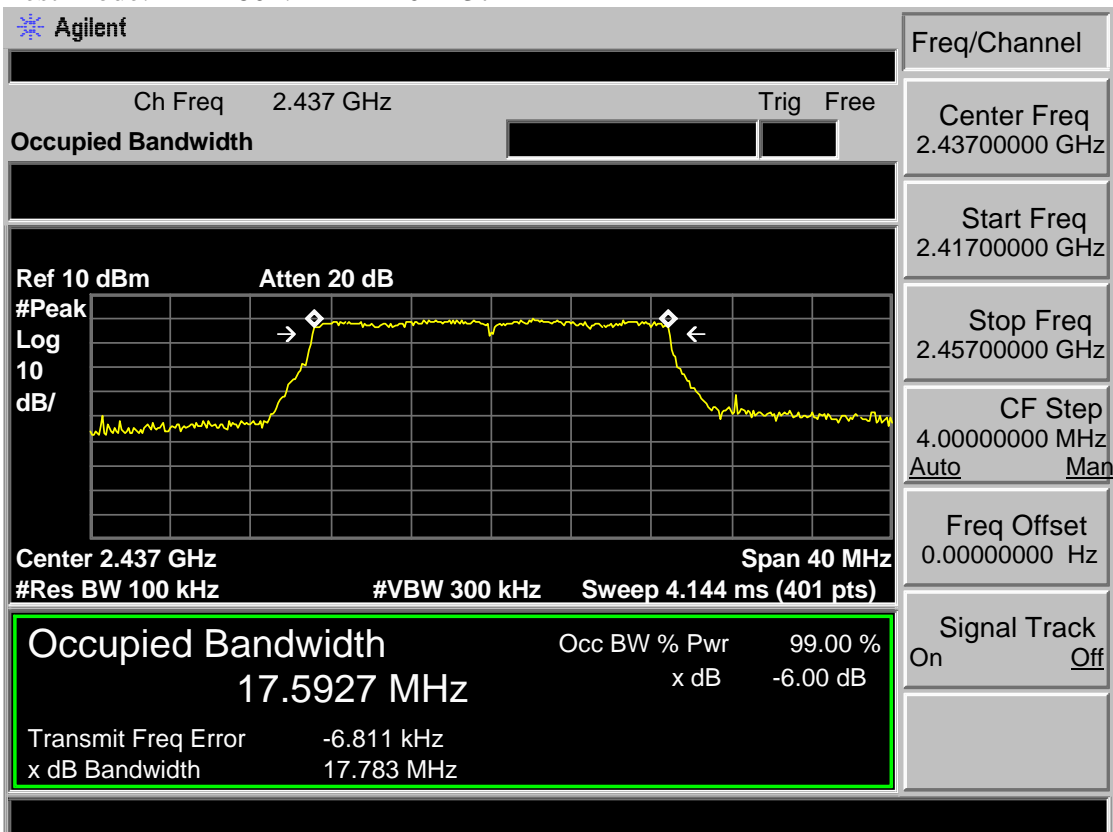 Agilent
Freq/Channel
Ch Freq 2.437 GHz Trig Free
Occupied Bandwidth
Center Freq
2.43700000 GHz
Start Freq
2.41700000 GHz
Stop Freq
2.45700000 GHz
CF Step
4.00000000 MHz
Auto Man
Freq Offset
0.00000000 Hz
Signal Track
On Off
Ref 10 dBm Atten 20 dB
#Peak
Log
10
dB/
Center 2.437 GHz Span 40 MHz
#Res BW 100 kHz #VBW 300 kHz Sweep 4.144 ms (401 pts)
Occupied Bandwidth Occ BW % Pwr 99.00 %
17.5927 MHz x dB -6.00 dB
Transmit Freq Error -6.811 kHz
x dB Bandwidth 17.783 MHz